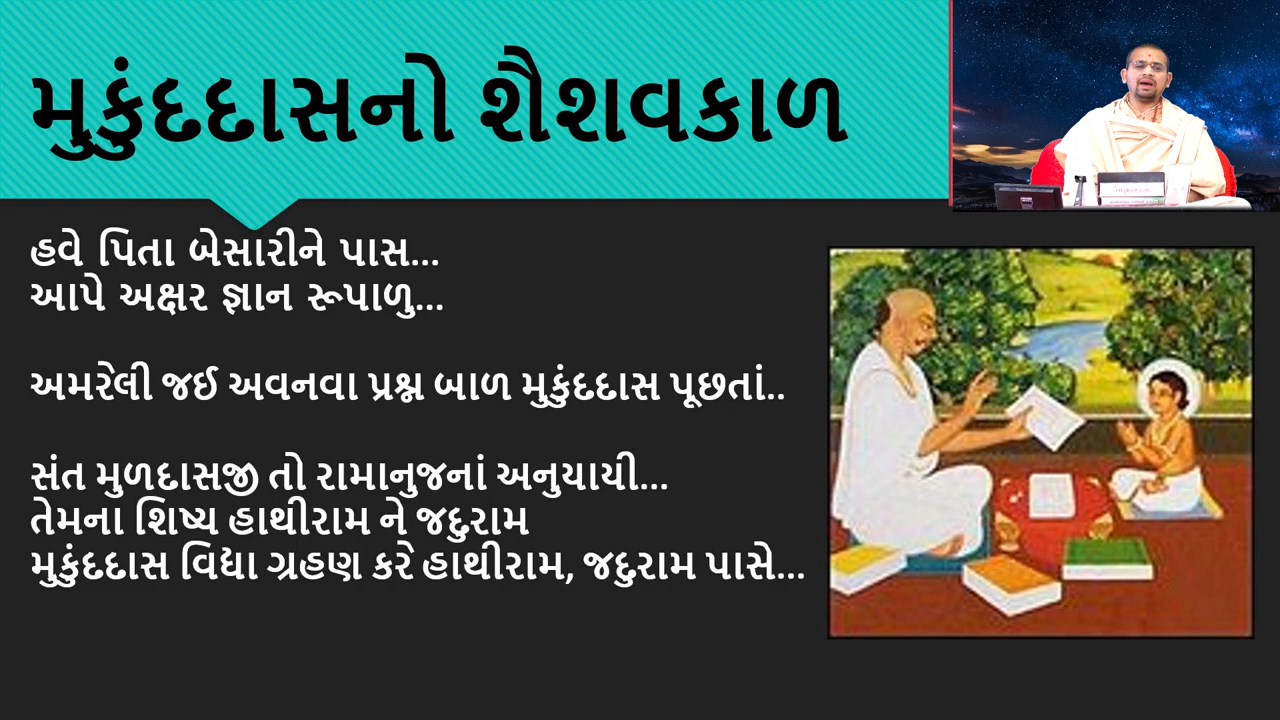 મુકુંદદાસનો શૈશવકાળ
હવે પિતા બેસારીને પાસ...
આપે અક્ષર જ્ઞાન રૂપાળુ...
અમરેલી જઈ અવનવા પ્રશ્ન બાળ મુકુંદદાસ પૂછતાં..
સંત મુળદાસજી તો રામાનુજનાં અનુયાયી...
તેમના શિષ્ય હાથીરામ ને જદુરામ
મુકુંદદાસ વિદ્યા ગ્રહણ કરે હાથીરામ, જદુરામ પાસે...